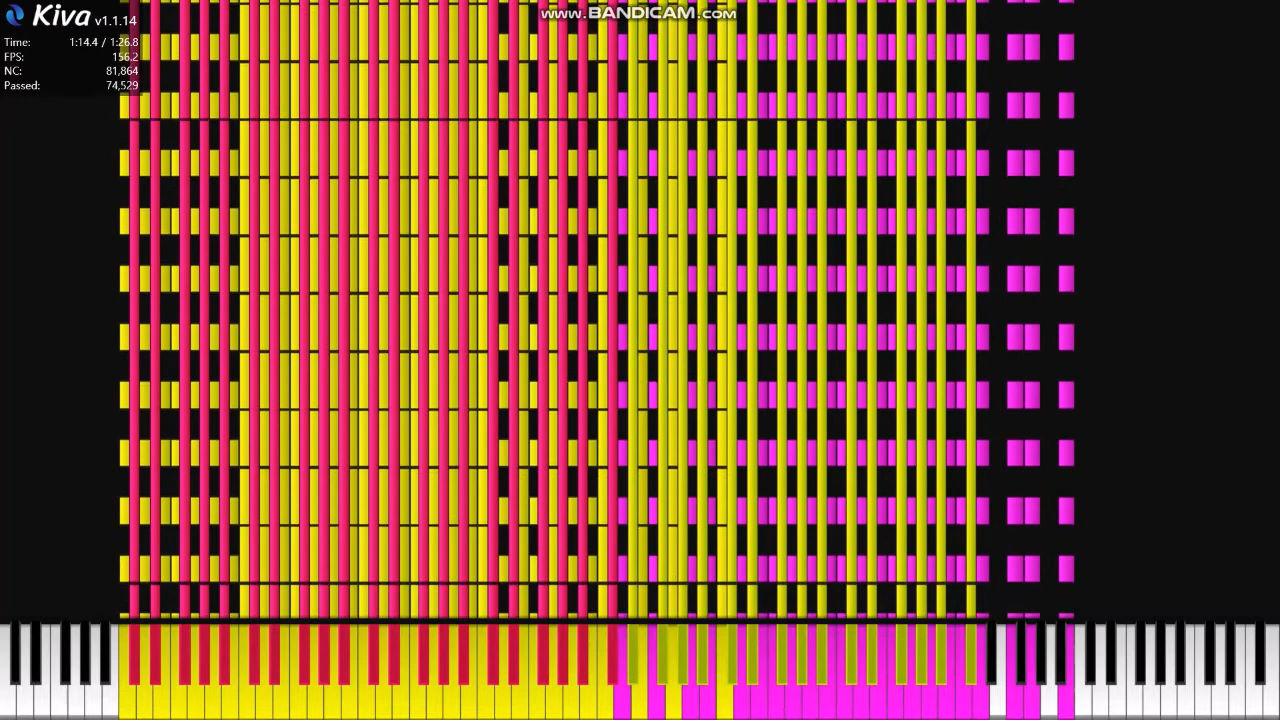 Kiva v1.1.14
www.BANDICAM.com
Time: 1:14.4 / 1:26.8
FPS: 156.2
NC: 81,864
Passed: 74,529